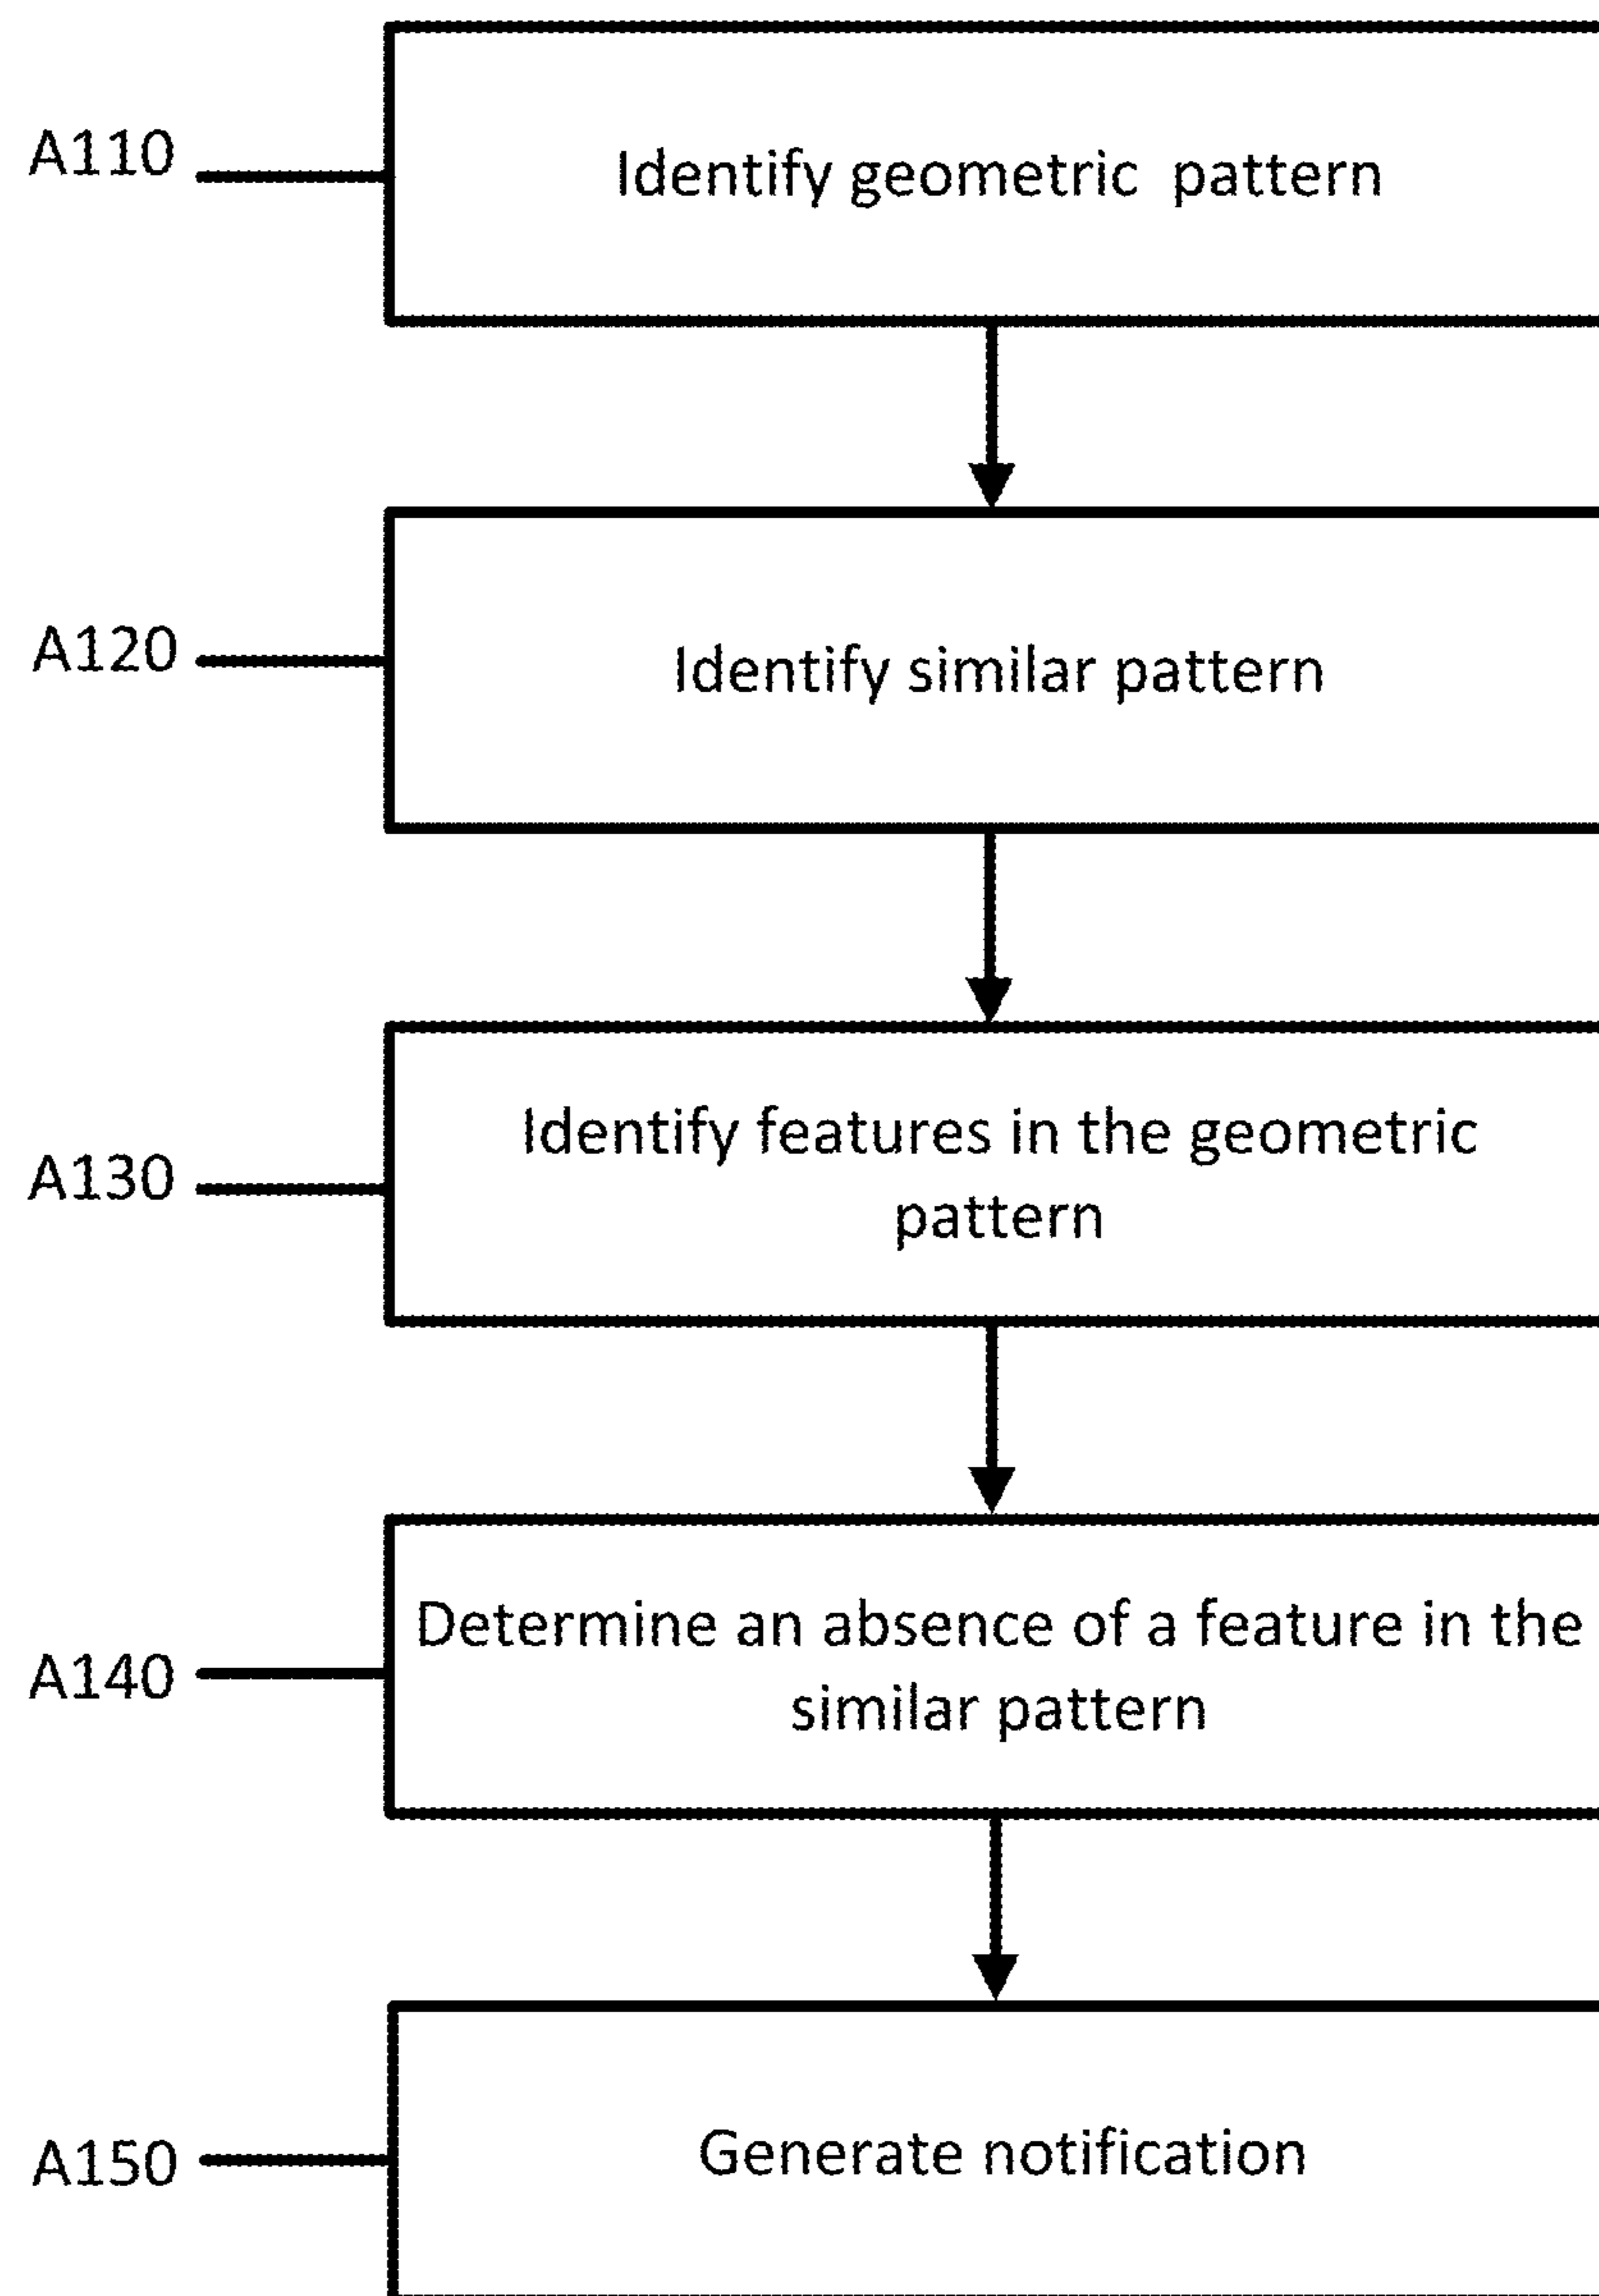 A110
Identify geometric  pattern
A120
Identify similar pattern
A130
Identify features in the geometric
pattern
A140
Determine an absence of a feature in the
similar pattern
A150
Generate notification